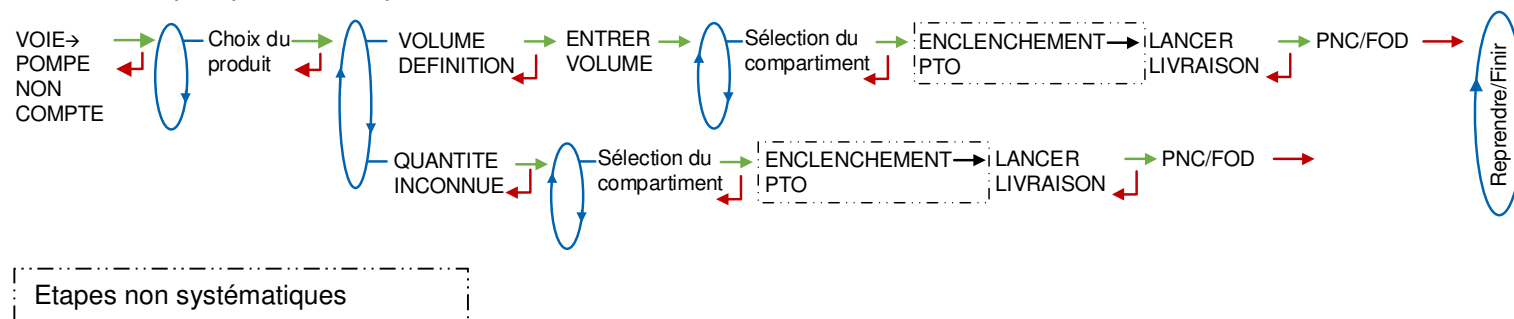 VOIE→
POMPE
NON
COMPTE
Choix du
produit
VOLUME
DEFINITION
ENTRER
VOLUME
Sélection du
compartiment
ENCLENCHEMENT
PTO
LANCER
LIVRAISON
PNC/FOD
Reprendre/Finir
QUANTITE
INCONNUE
Sélection du
compartiment
ENCLENCHEMENT
PTO
LANCER
LIVRAISON
PNC/FOD
Etapes non systématiques